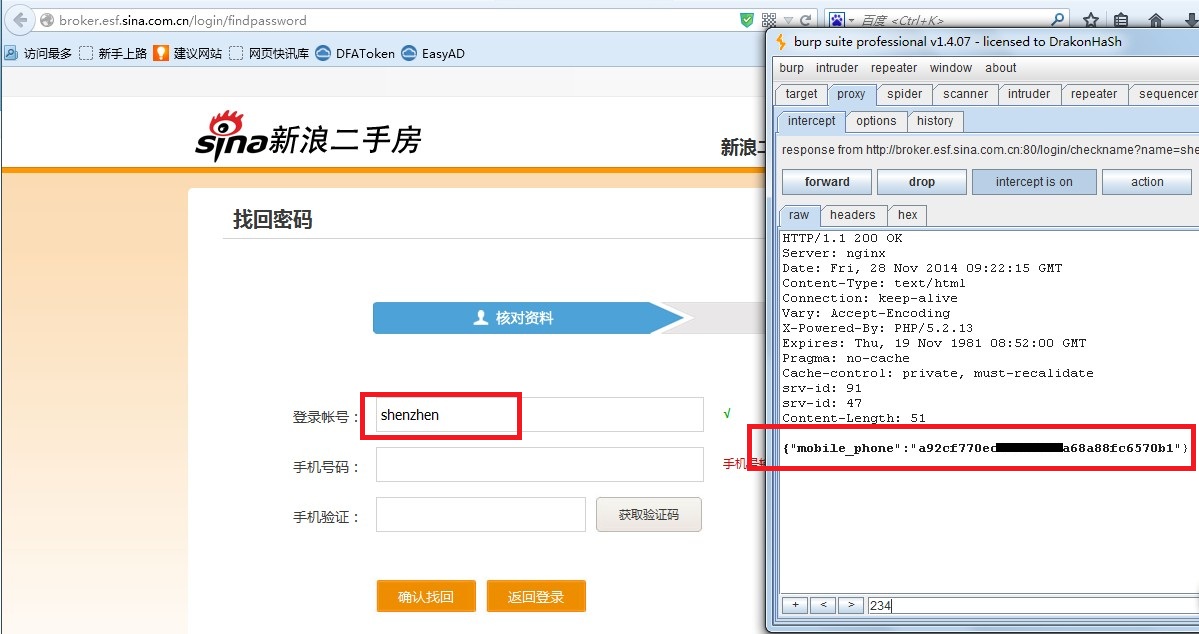 broker.esf.sina.com.cn/login/findpassword
百度 <Ctrl+K>
访问最多 新手上路 建议网站 网页快讯库 DFAToken EasyAD
sina新浪二手房
新浪二
找回密码
核对资料
登录帐号：
shenzhen
√
手机号码：
手机号
手机验证：
获取验证码
确认找回
返回登录
burp suite professional v1.4.07 - licensed to DrakonHaSh
burp intruder repeater window about
target proxy spider scanner intruder repeater sequencer
intercept options history
response from http://broker.esf.sina.com.cn:80/login/checkname?name=she
forward drop intercept is on action
raw headers hex
HTTP/1.1 200 OK
Server: nginx
Date: Fri, 28 Nov 2014 09:22:15 GMT
Content-Type: text/html
Connection: keep-alive
Vary: Accept-Encoding
X-Powered-By: PHP/5.2.13
Expires: Thu, 19 Nov 1981 08:52:00 GMT
Pragma: no-cache
Cache-control: private, must-recalidate
srv-id: 91
srv-id: 47
Content-Length: 51
{"mobile_phone":"a92cf770ec a68a88fc6570b1"}
+ < > 234